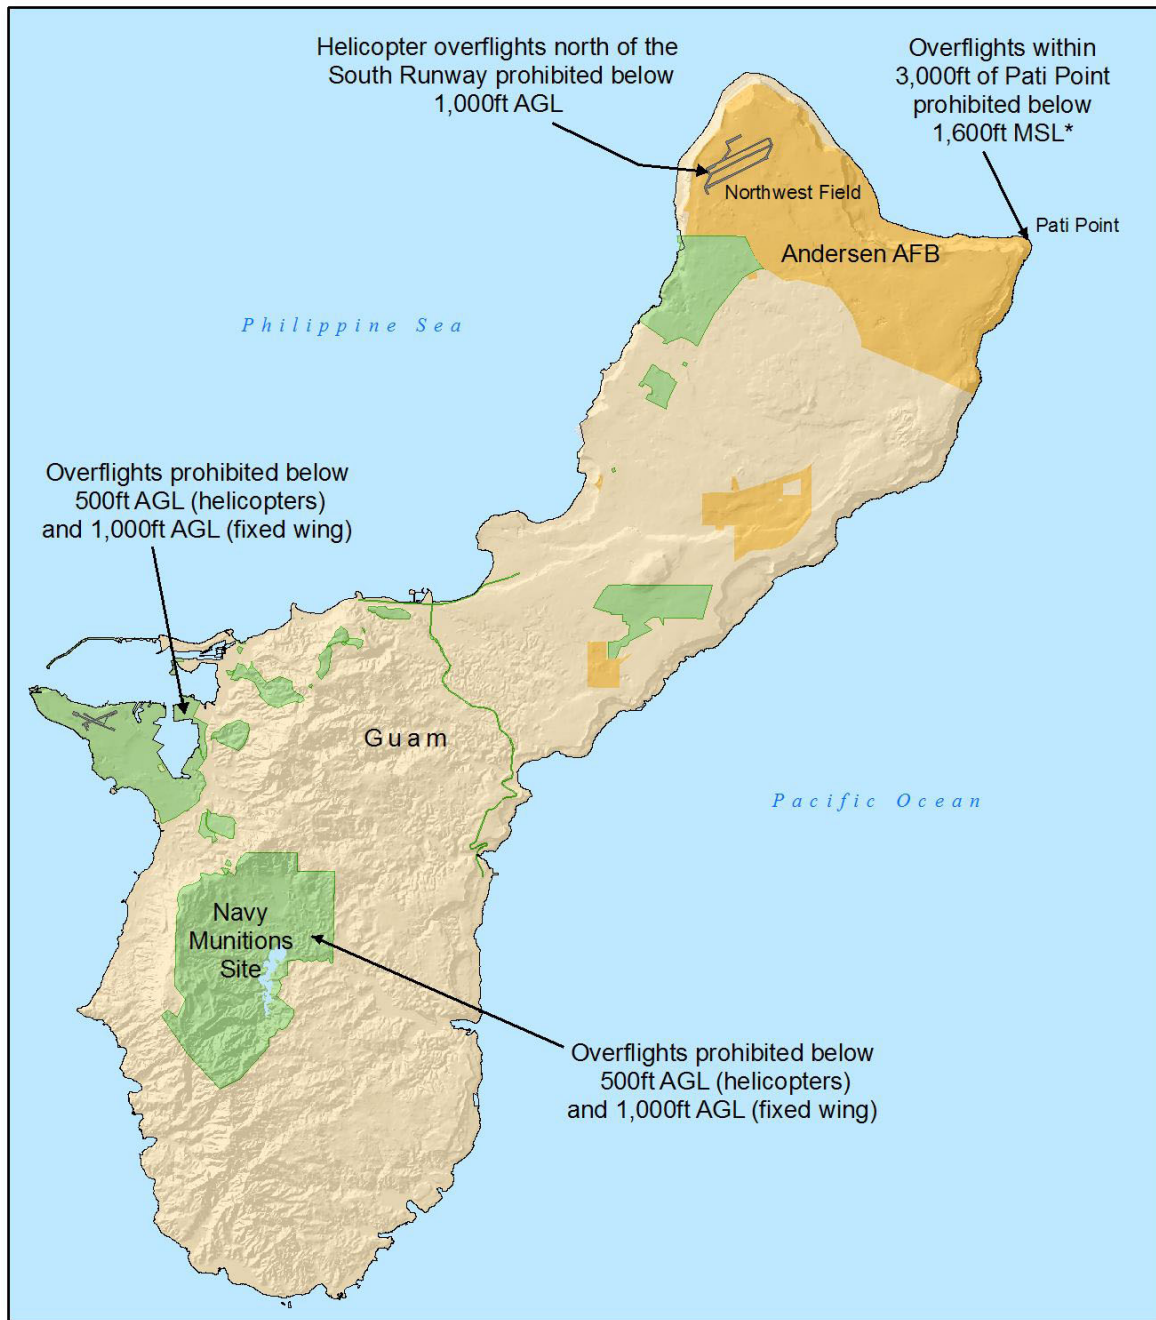 Helicopter overflights north of the
South Runway prohibited below
1,000ft AGL
Overflights within
3,000ft of Pati Point
prohibited below
1,600ft MSL*
Northwest Field
Pati Point
Andersen AFB
Philippine Sea
Overflights prohibited below
500ft AGL (helicopters)
and 1,000ft AGL (fixed wing)
Guam
Pacific Ocean
Navy
Munitions
Site
Overflights prohibited below
500ft AGL (helicopters)
and 1,000ft AGL (fixed wing)